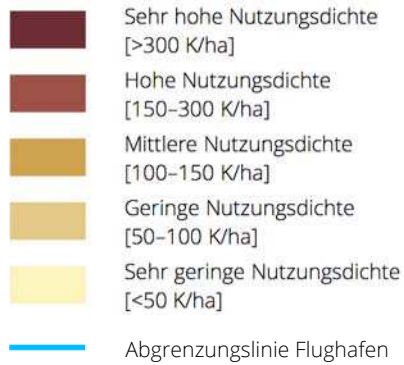 Sehr hohe Nutzungsdichte
[>300 K/ha]
Hohe Nutzungsdichte
[150–300 K/ha]
Mittlere Nutzungsdichte
[100–150 K/ha]
Geringe Nutzungsdichte
[50–100 K/ha]
Sehr geringe Nutzungsdichte
[<50 K/ha]
Abgrenzungslinie Flughafen